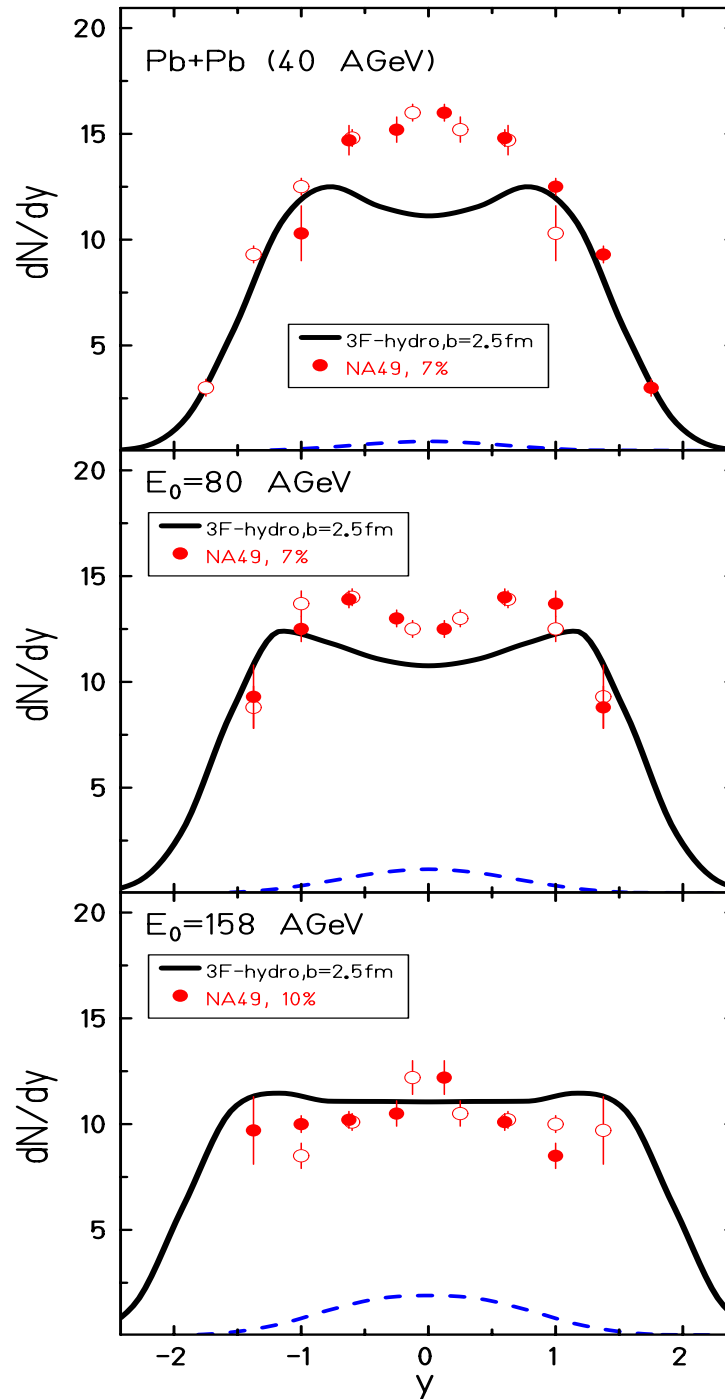 20
Pb+Pb (40 AGeV)
15
dN/dy
10
3F-hydro,b=2.5fm
NA49, 7%
5
20
E₀=80 AGeV
3F-hydro,b=2.5fm
NA49, 7%
15
dN/dy
10
5
20
E₀=158 AGeV
3F-hydro,b=2.5fm
NA49, 10%
15
dN/dy
10
5
-2 -1 0 1 2
y